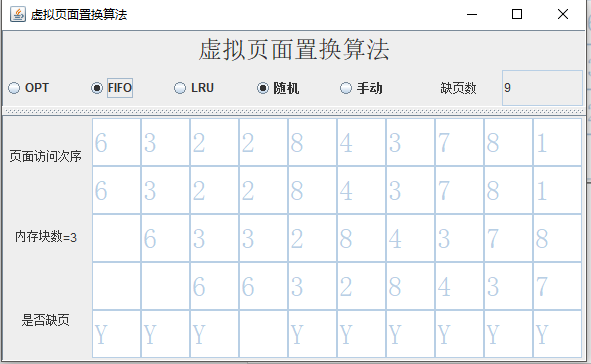 虚拟页面置换算法
虚拟页面置换算法
OPT FIFO LRU 随机 手动 缺页数 9
页面访问次序 6 3 2 2 8 4 3 7 8 1
6 3 2 2 8 4 3 7 8 1
内存块数=3 6 3 3 2 8 4 3 7 8
6 6 3 2 8 4 3 7
是否缺页 Y Y Y Y Y Y Y Y Y